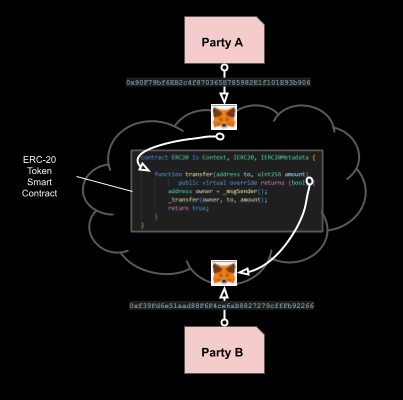 Party A
0x90F79bf6EB2c4f870365E785982E1f101E93b906
ERC-20
Token
Smart
Contract
contract ERC20 is Context, IERC20, IERC20Metadata {
function transfer(address to, uint256 amount)
public virtual override returns (bool)
address owner = _msgSender();
_transfer(owner, to, amount);
return true;
}
}
0xf39Fd6e51aad88F6F4ce6aB8827279cffFb92266
Party B